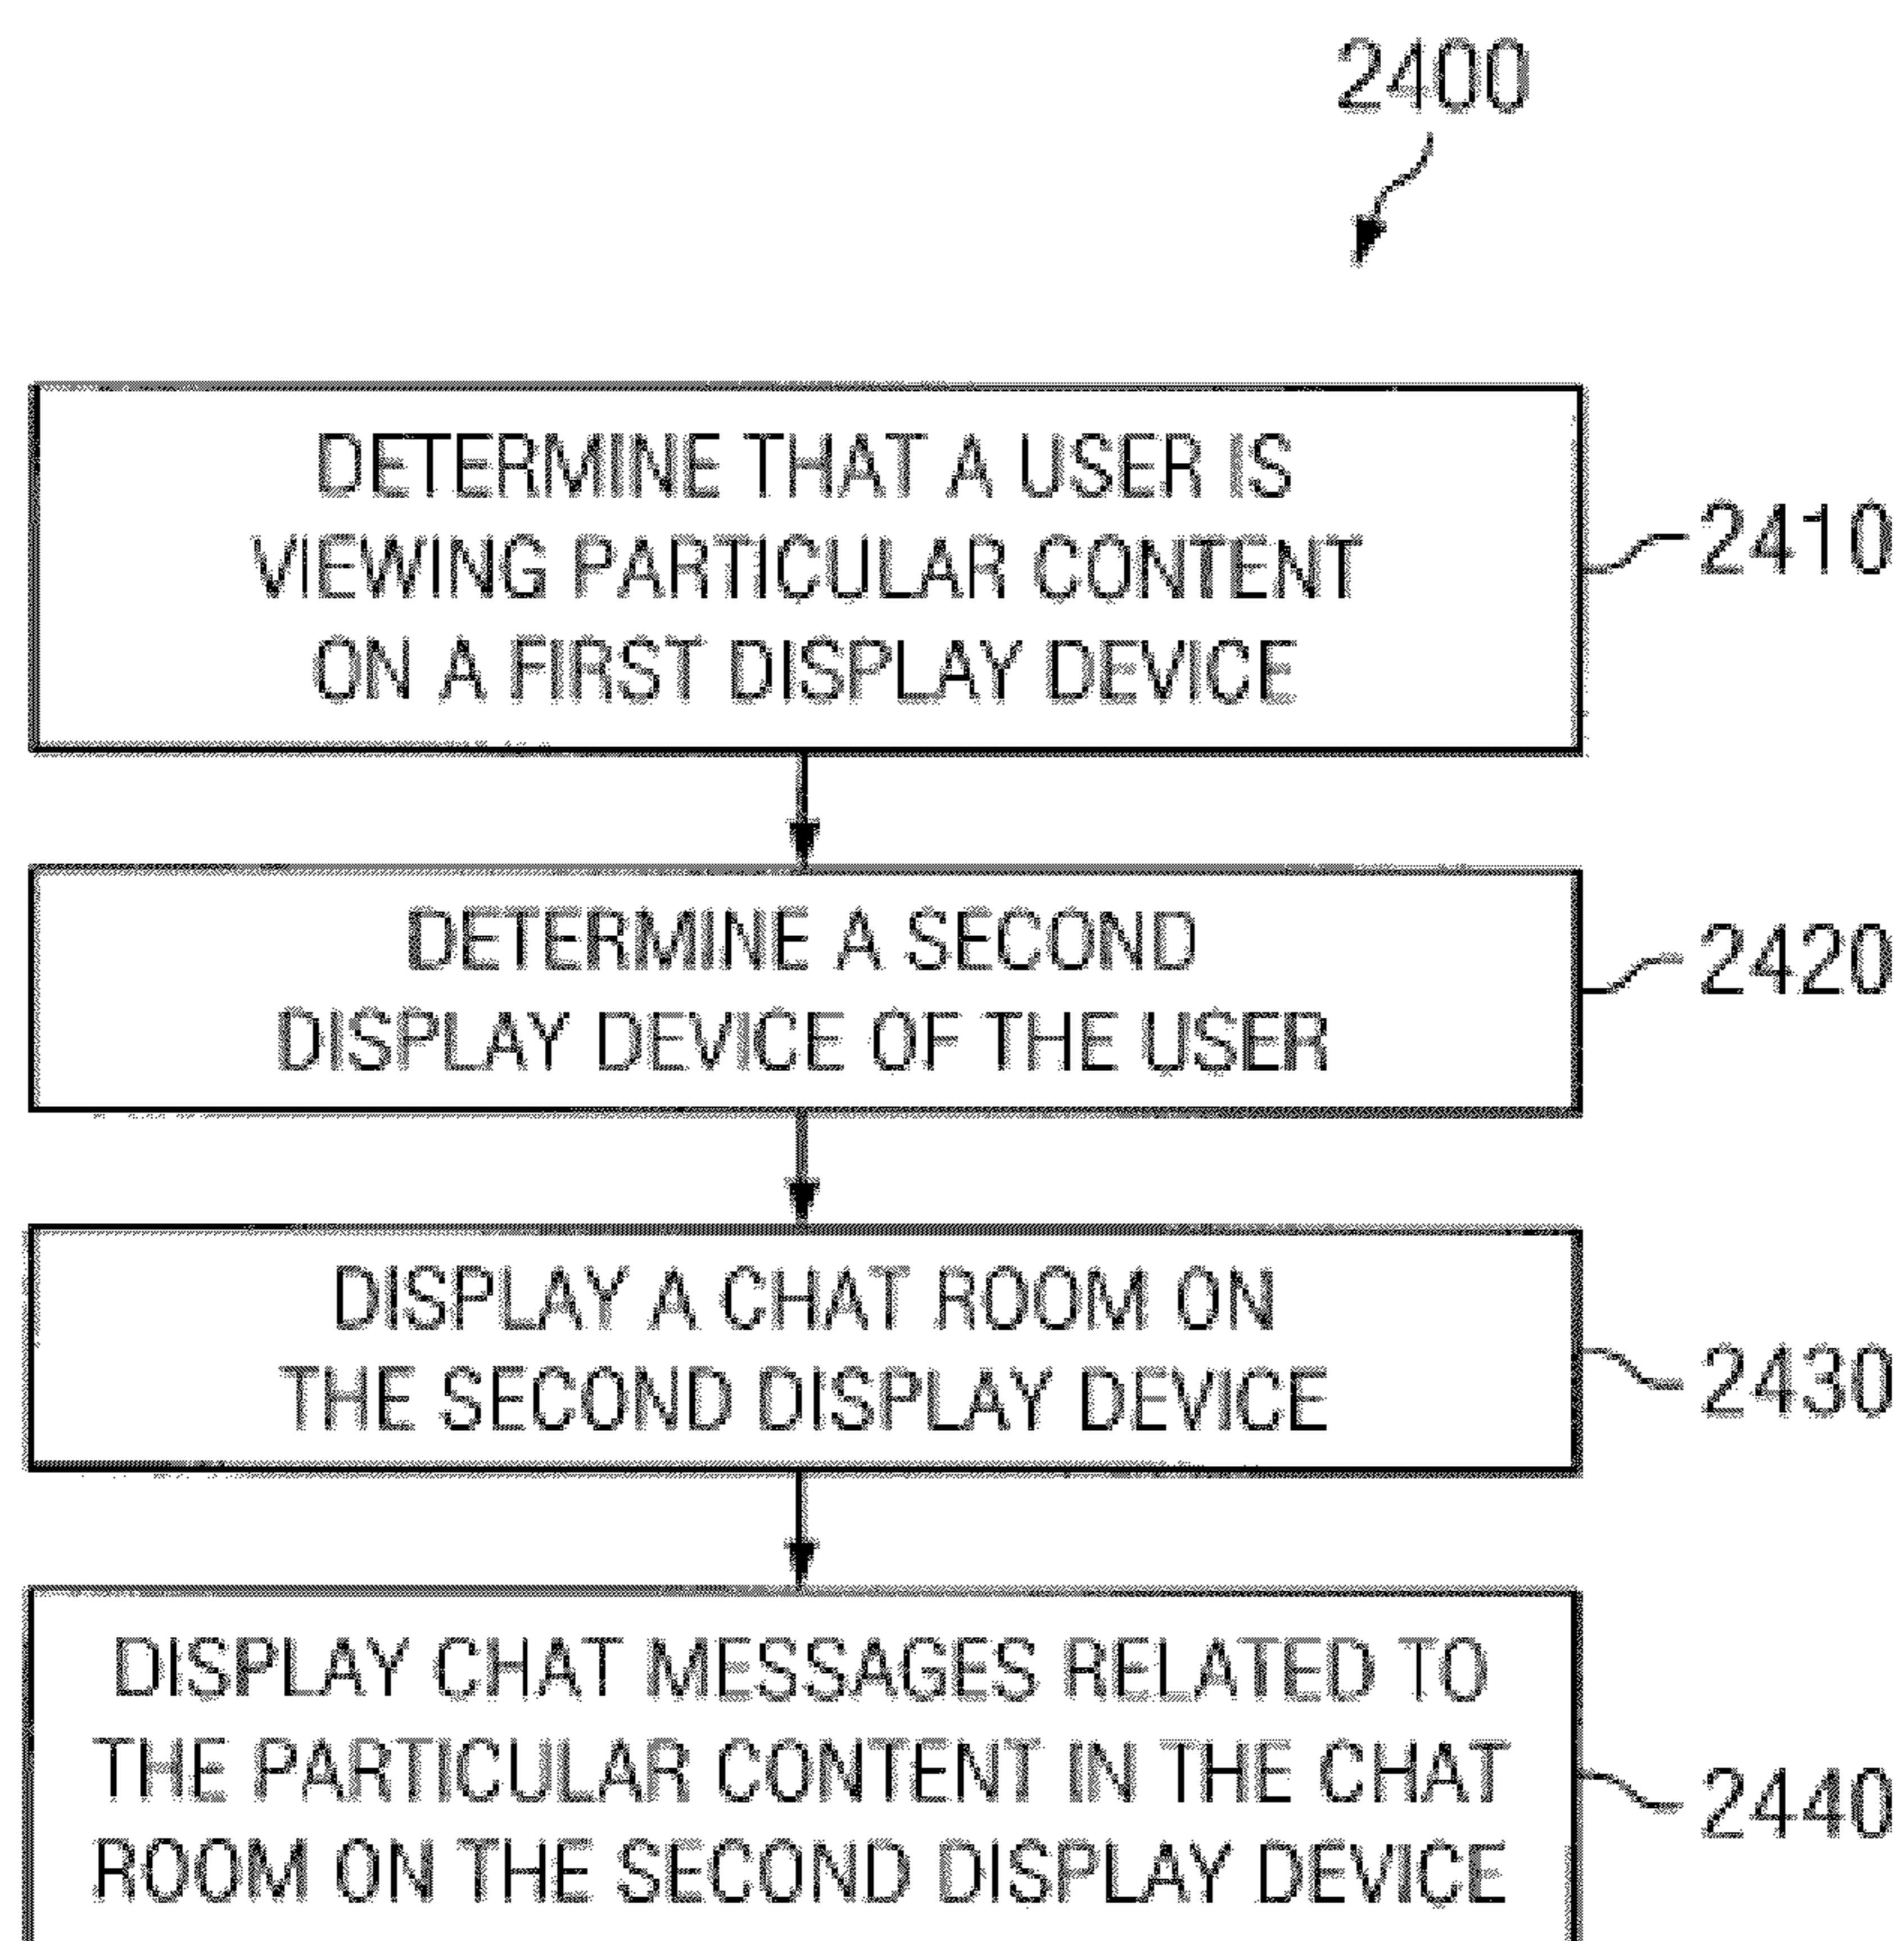 2400
DETERMINE THAT A USER IS
VIEWING PARTICULAR CONTENT
ON A FIRST DISPLAY DEVICE
2410
DETERMINE A SECOND
DISPLAY DEVICE OF THE USER
2420
DISPLAY A CHAT ROOM ON
THE SECOND DISPLAY DEVICE
2430
DISPLAY CHAT MESSAGES RELATED TO
THE PARTICULAR CONTENT IN THE CHAT
ROOM ON THE SECOND DISPLAY DEVICE
2440